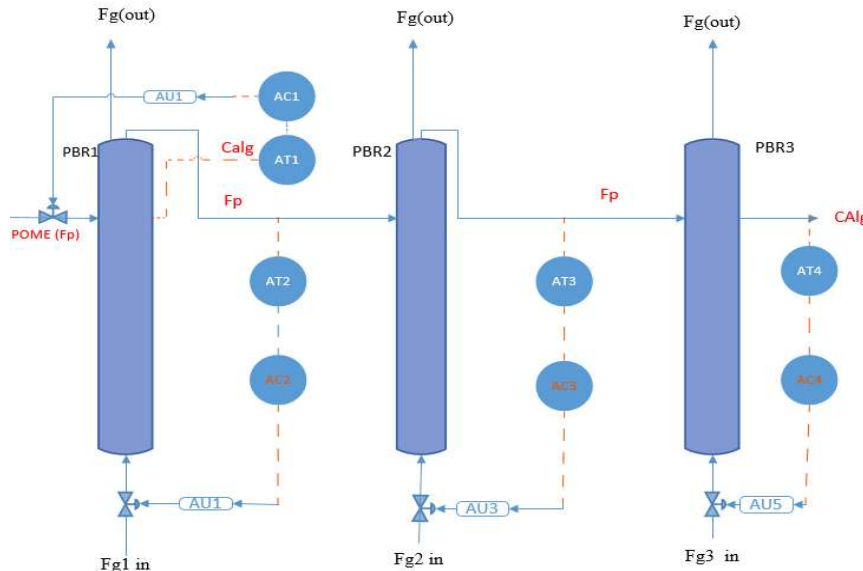 Fg(out)
Fg(out)
Fg(out)
AU1
AC1
PBR1
Calg
AT1
PBR2
PBR3
Fp
Fp
POME (Fp)
CAlg
AT2
AT3
AT4
AC2
AC3
AC4
AU1
AU3
AU5
Fg1 in
Fg2 in
Fg3 in